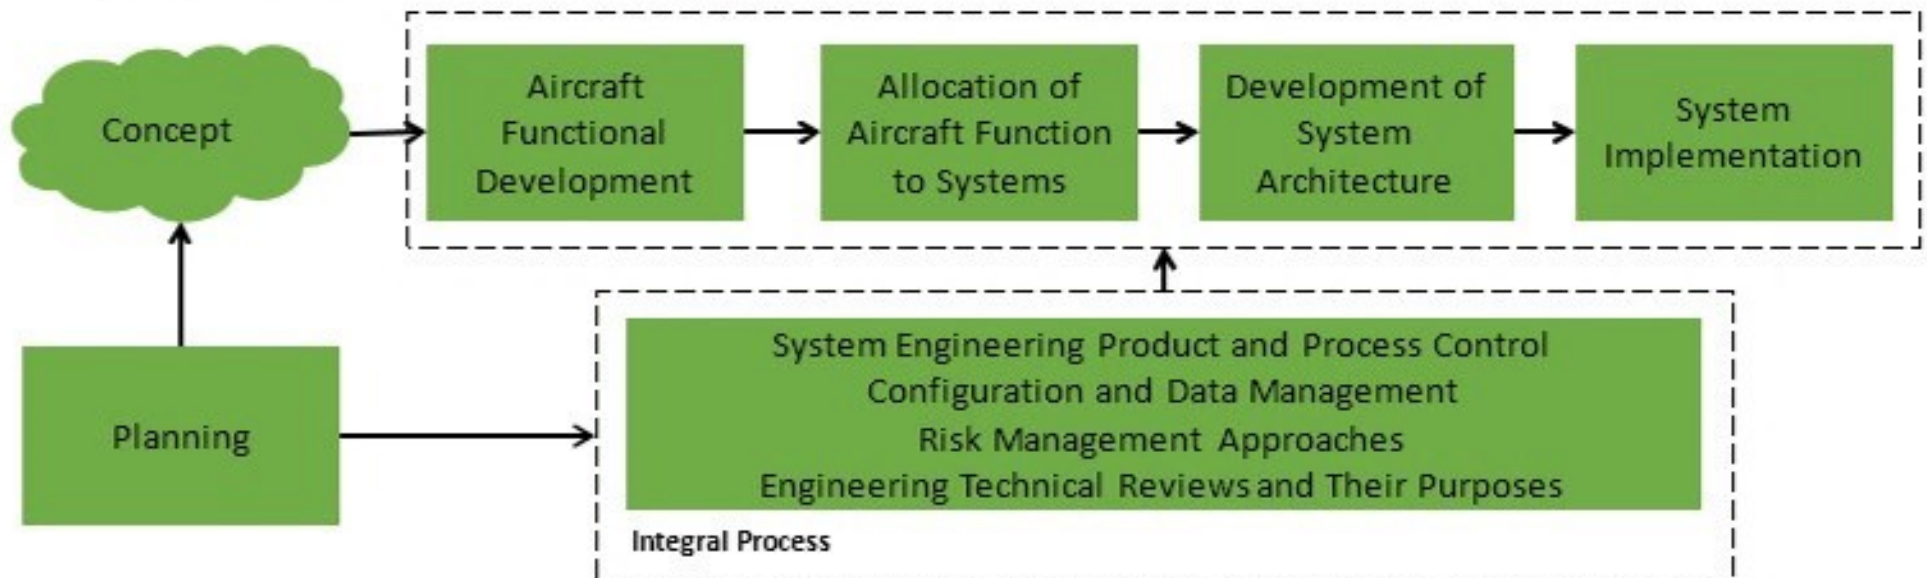 Concept
Aircraft
Functional
Development
Allocation of
Aircraft Function
to Systems
Development of
System
Architecture
System
Implementation
Planning
System Engineering Product and Process Control
Configuration and Data Management
Risk Management Approaches
Engineering Technical Reviews and Their Purposes
Integral Process